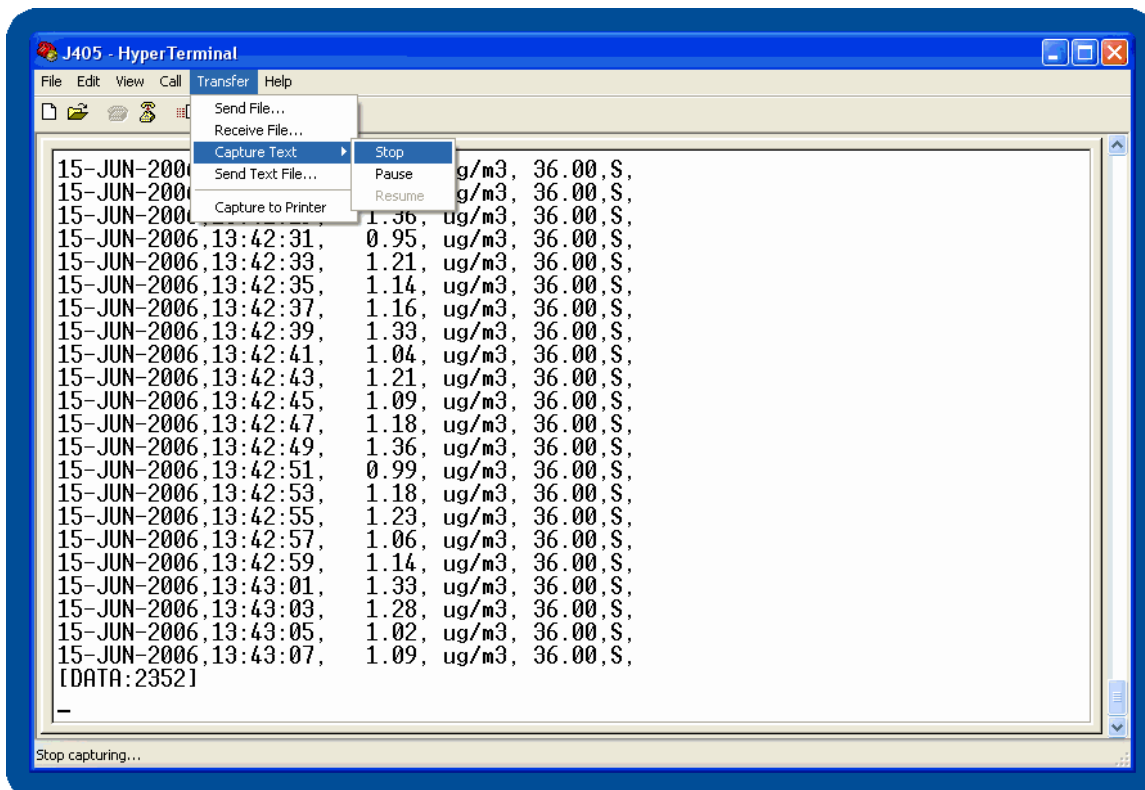 J405 - HyperTerminal
File Edit View Call Transfer Help
Send File...
Receive File...
Capture Text
Send Text File...
Capture to Printer
Stop
Pause
Resume
15-JUN-200 g/m3, 36.00,S,
15-JUN-200 g/m3, 36.00,S,
15-JUN-200 1.36, ug/m3, 36.00,S,
15-JUN-2006,13:42:31, 0.95, ug/m3, 36.00,S,
15-JUN-2006,13:42:33, 1.21, ug/m3, 36.00,S,
15-JUN-2006,13:42:35, 1.14, ug/m3, 36.00,S,
15-JUN-2006,13:42:37, 1.16, ug/m3, 36.00,S,
15-JUN-2006,13:42:39, 1.33, ug/m3, 36.00,S,
15-JUN-2006,13:42:41, 1.04, ug/m3, 36.00,S,
15-JUN-2006,13:42:43, 1.21, ug/m3, 36.00,S,
15-JUN-2006,13:42:45, 1.09, ug/m3, 36.00,S,
15-JUN-2006,13:42:47, 1.18, ug/m3, 36.00,S,
15-JUN-2006,13:42:49, 1.36, ug/m3, 36.00,S,
15-JUN-2006,13:42:51, 0.99, ug/m3, 36.00,S,
15-JUN-2006,13:42:53, 1.18, ug/m3, 36.00,S,
15-JUN-2006,13:42:55, 1.23, ug/m3, 36.00,S,
15-JUN-2006,13:42:57, 1.06, ug/m3, 36.00,S,
15-JUN-2006,13:42:59, 1.14, ug/m3, 36.00,S,
15-JUN-2006,13:43:01, 1.33, ug/m3, 36.00,S,
15-JUN-2006,13:43:03, 1.28, ug/m3, 36.00,S,
15-JUN-2006,13:43:05, 1.02, ug/m3, 36.00,S,
15-JUN-2006,13:43:07, 1.09, ug/m3, 36.00,S,
[DATA:2352]
Stop capturing...